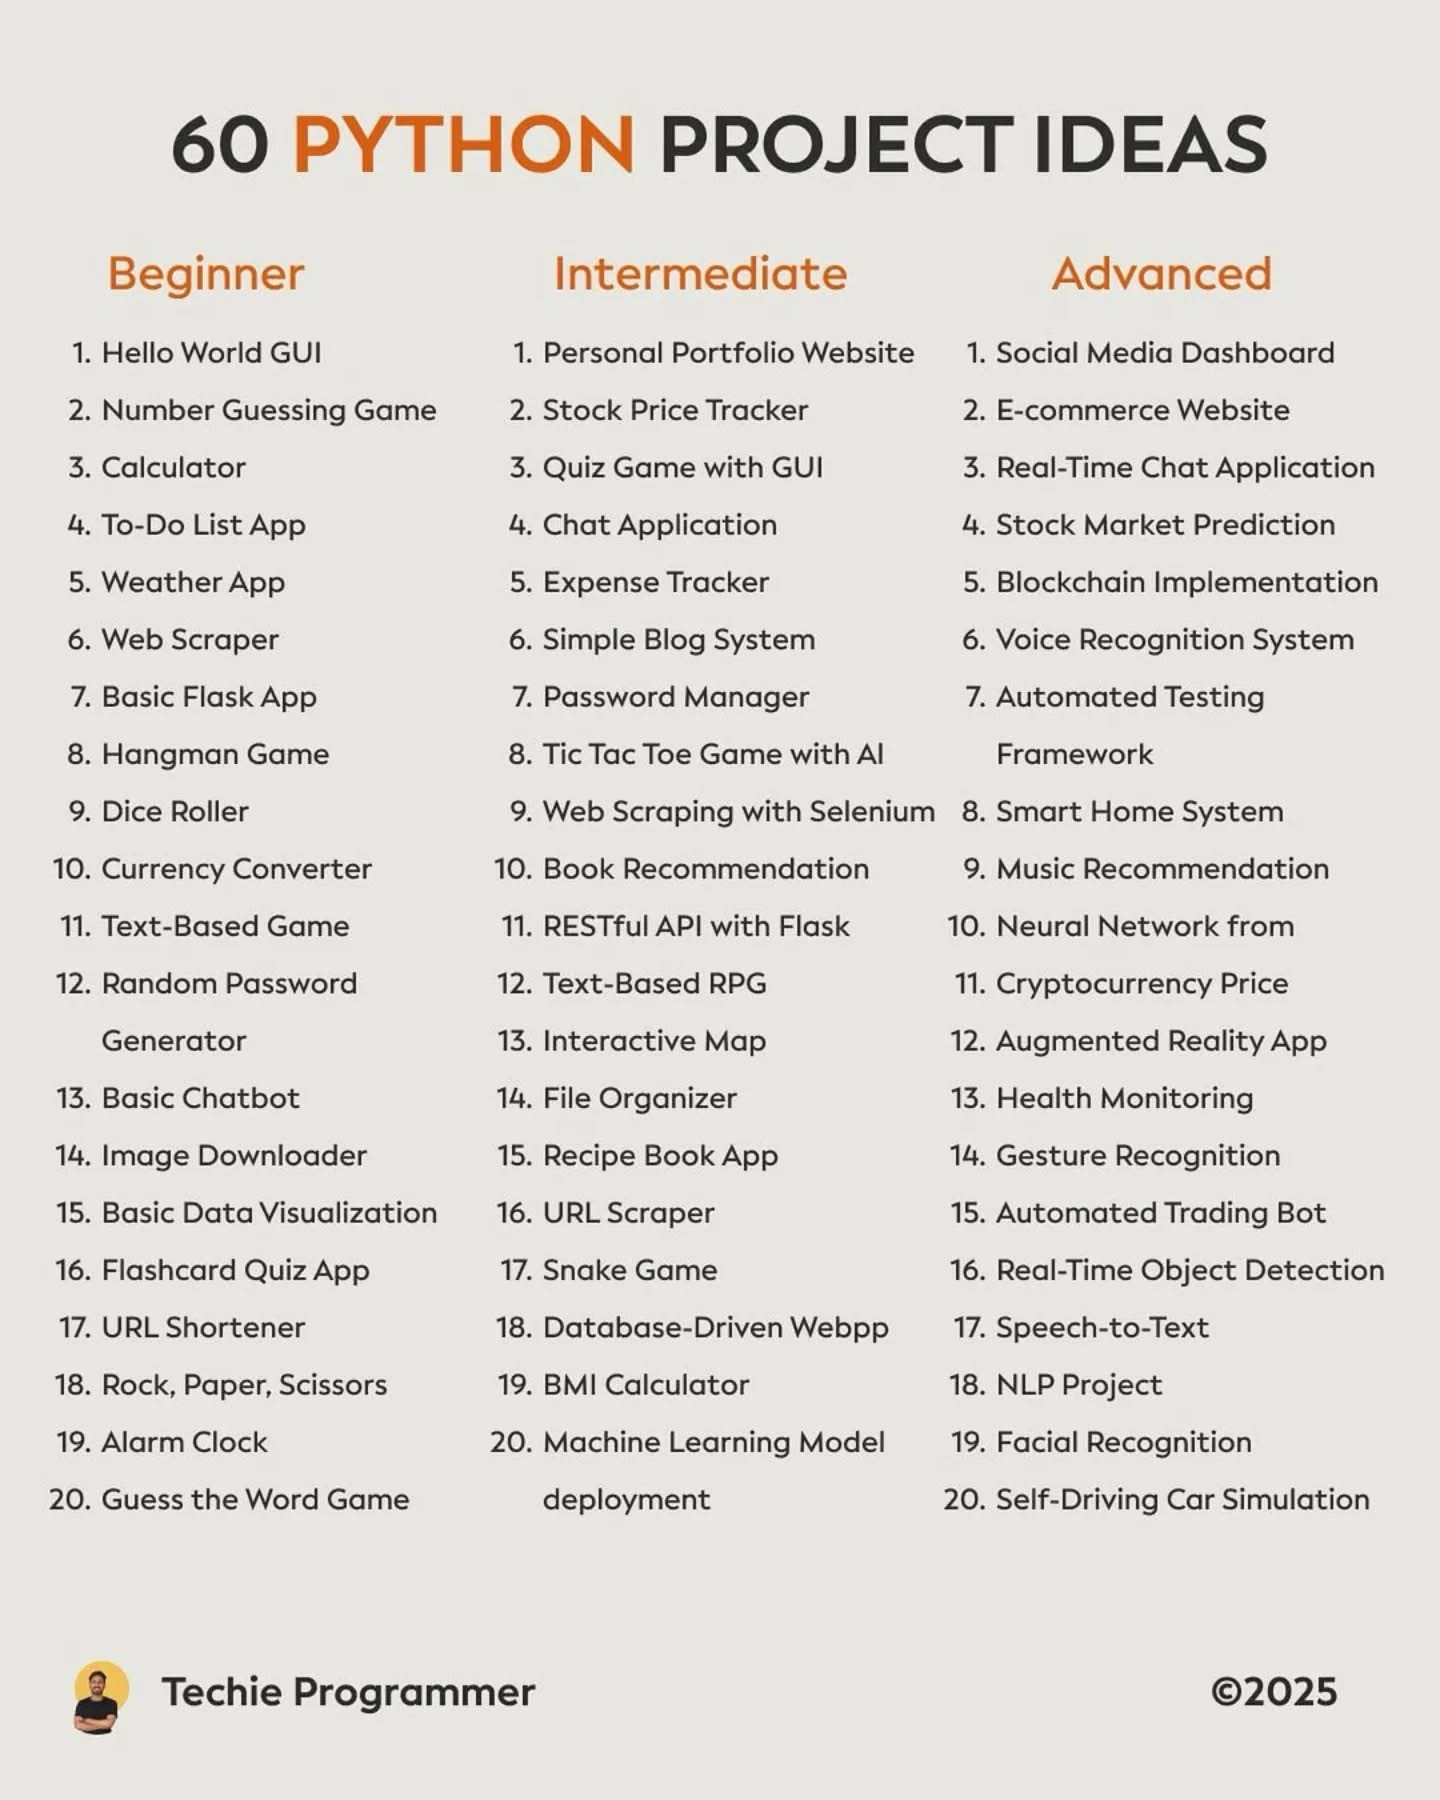 60 PYTHON PROJECT IDEAS
Beginner
1. Hello World GUI
2. Number Guessing Game
3. Calculator
4. To-Do List App
5. Weather App
6. Web Scraper
7. Basic Flask App
8. Hangman Game
9. Dice Roller
10. Currency Converter
11. Text-Based Game
12. Random Password
Generator
13. Basic Chatbot
14. Image Downloader
15. Basic Data Visualization
16. Flashcard Quiz App
17. URL Shortener
18. Rock, Paper, Scissors
19. Alarm Clock
20. Guess the Word Game
Intermediate
1. Personal Portfolio Website
2. Stock Price Tracker
3. Quiz Game with GUI
4. Chat Application
5. Expense Tracker
6. Simple Blog System
7. Password Manager
8. Tic Tac Toe Game with AI
9. Web Scraping with Selenium
10. Book Recommendation
11. RESTful API with Flask
12. Text-Based RPG
13. Interactive Map
14. File Organizer
15. Recipe Book App
16. URL Scraper
17. Snake Game
18. Database-Driven Webpp
19. BMI Calculator
20. Machine Learning Model
deployment
Advanced
1. Social Media Dashboard
2. E-commerce Website
3. Real-Time Chat Application
4. Stock Market Prediction
5. Blockchain Implementation
6. Voice Recognition System
7. Automated Testing
Framework
8. Smart Home System
9. Music Recommendation
10. Neural Network from
11. Cryptocurrency Price
12. Augmented Reality App
13. Health Monitoring
14. Gesture Recognition
15. Automated Trading Bot
16. Real-Time Object Detection
17. Speech-to-Text
18. NLP Project
19. Facial Recognition
20. Self-Driving Car Simulation
Techie Programmer
©2025